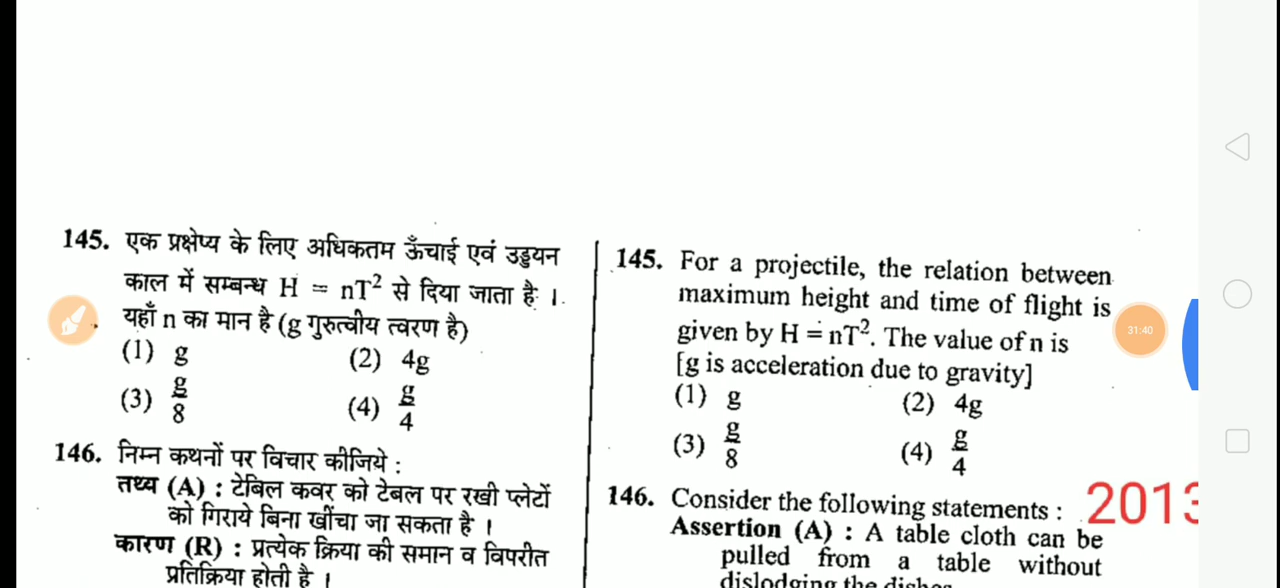 145. एक प्रक्षेप्य के लिए अधिकतम ऊँचाई एवं उड्डयन
काल में सम्बन्ध H = nT² से दिया जाता है ।
यहाँ n का मान है (g गुरुत्वीय त्वरण है)
(1) g (2) 4g
(3) g/8 (4) g/4
146. निम्न कथनों पर विचार कीजिये :
तथ्य (A) : टेबिल कवर को टेबल पर रखी प्लेटों
को गिराये बिना खींचा जा सकता है ।
कारण (R) : प्रत्येक क्रिया की समान व विपरीत
प्रतिक्रिया होती है ।
145. For a projectile, the relation between
maximum height and time of flight is
given by H = nT². The value of n is
[g is acceleration due to gravity]
(1) g (2) 4g
(3) g/8 (4) g/4
146. Consider the following statements :
Assertion (A) : A table cloth can be
pulled from a table without
dislodging the dishes
2013
31:40